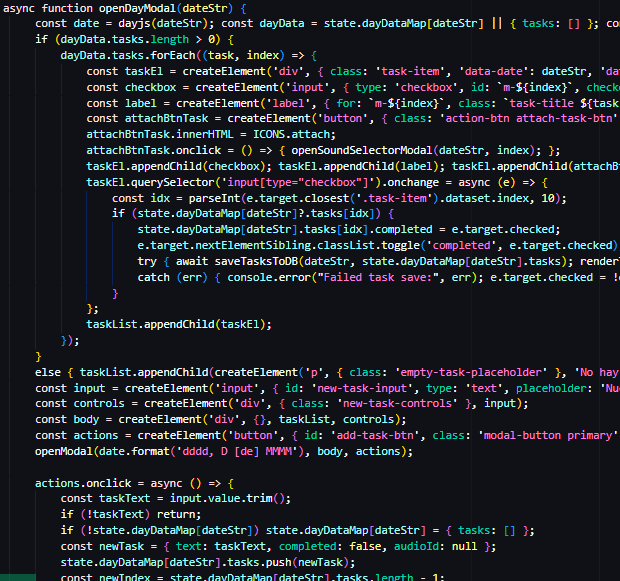 async function openDayModal(dateStr) {
const date = dayjs(dateStr); const dayData = state.dayDataMap[dateStr] || { tasks: [] }; co
if (dayData.tasks.length > 0) {
dayData.tasks.forEach((task, index) => {
const taskEl = createElement('div', { class: 'task-item', 'data-date': dateStr, 'dat
const checkbox = createElement('input', { type: 'checkbox', id: `m-${index}`, checke
const label = createElement('label', { for: `m-${index}`, class: `task-title ${task
const attachBtnTask = createElement('button', { class: 'action-btn attach-task-btn'
attachBtnTask.innerHTML = ICONS.attach;
attachBtnTask.onclick = () => { openSoundSelectorModal(dateStr, index); };
taskEl.appendChild(checkbox); taskEl.appendChild(label); taskEl.appendChild(attachBt
taskEl.querySelector('input[type="checkbox"]').onchange = async (e) => {
const idx = parseInt(e.target.closest('.task-item').dataset.index, 10);
if (state.dayDataMap[dateStr]?.tasks[idx]) {
state.dayDataMap[dateStr].tasks[idx].completed = e.target.checked;
e.target.nextElementSibling.classList.toggle('completed', e.target.checked)
try { await saveTasksToDB(dateStr, state.dayDataMap[dateStr].tasks); render
catch (err) { console.error("Failed task save:", err); e.target.checked = !e
}
};
taskList.appendChild(taskEl);
});
}
else { taskList.appendChild(createElement('p', { class: 'empty-task-placeholder' }, 'No hay
const input = createElement('input', { id: 'new-task-input', type: 'text', placeholder: 'Nu
const controls = createElement('div', { class: 'new-task-controls' }, input);
const body = createElement('div', {}, taskList, controls);
const actions = createElement('button', { id: 'add-task-btn', class: 'modal-button primary'
openModal(date.format('dddd, D [de] MMMM'), body, actions);
actions.onclick = async () => {
const taskText = input.value.trim();
if (!taskText) return;
if (!state.dayDataMap[dateStr]) state.dayDataMap[dateStr] = { tasks: [] };
const newTask = { text: taskText, completed: false, audioId: null };
state.dayDataMap[dateStr].tasks.push(newTask);
const newIndex = state.dayDataMap[dateStr].tasks.length - 1;